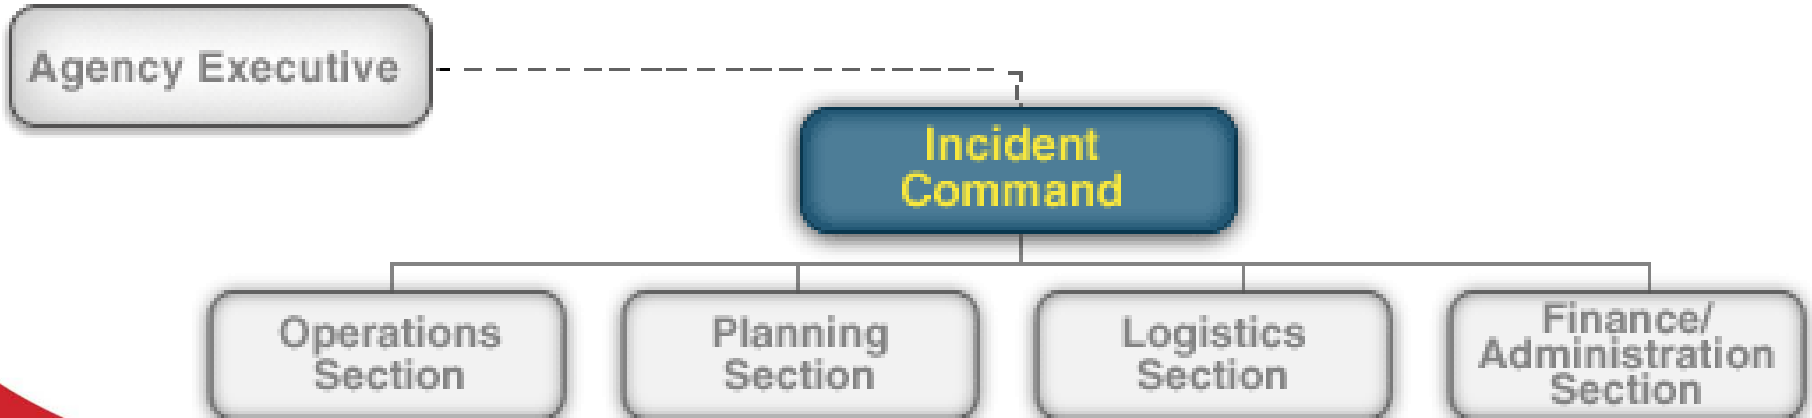 Agency Executive
Incident
Command
Operations
Section
Planning
Section
Logistics
Section
Finance/
Administration
Section